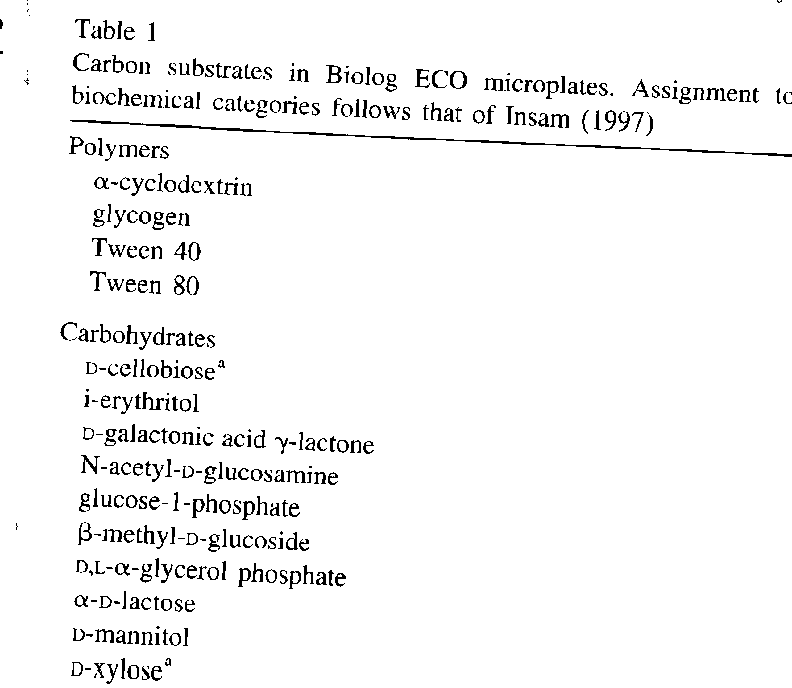 Table 1
Carbon substrates in Biolog ECO microplates. Assignment to
biochemical categories follows that of Insam (1997)
Polymers
α-cyclodextrin
glycogen
Tween 40
Tween 80
Carbohydrates
D-cellobioseᵃ
i-erythritol
D-galactonic acid γ-lactone
N-acetyl-D-glucosamine
glucose-1-phosphate
β-methyl-D-glucoside
D,L-α-glycerol phosphate
α-D-lactose
D-mannitol
D-xyloseᵃ